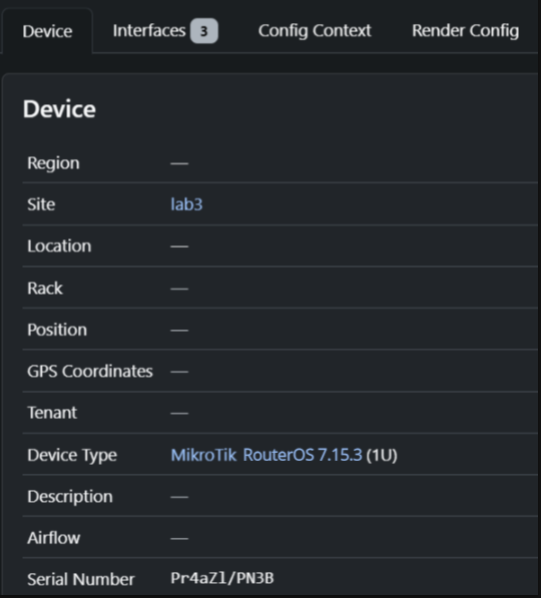 Device Interfaces 3 Config Context Render Config
Device
Region —
Site lab3
Location —
Rack —
Position —
GPS Coordinates —
Tenant —
Device Type MikroTik RouterOS 7.15.3 (1U)
Description —
Airflow —
Serial Number Pr4aZl/PN3B